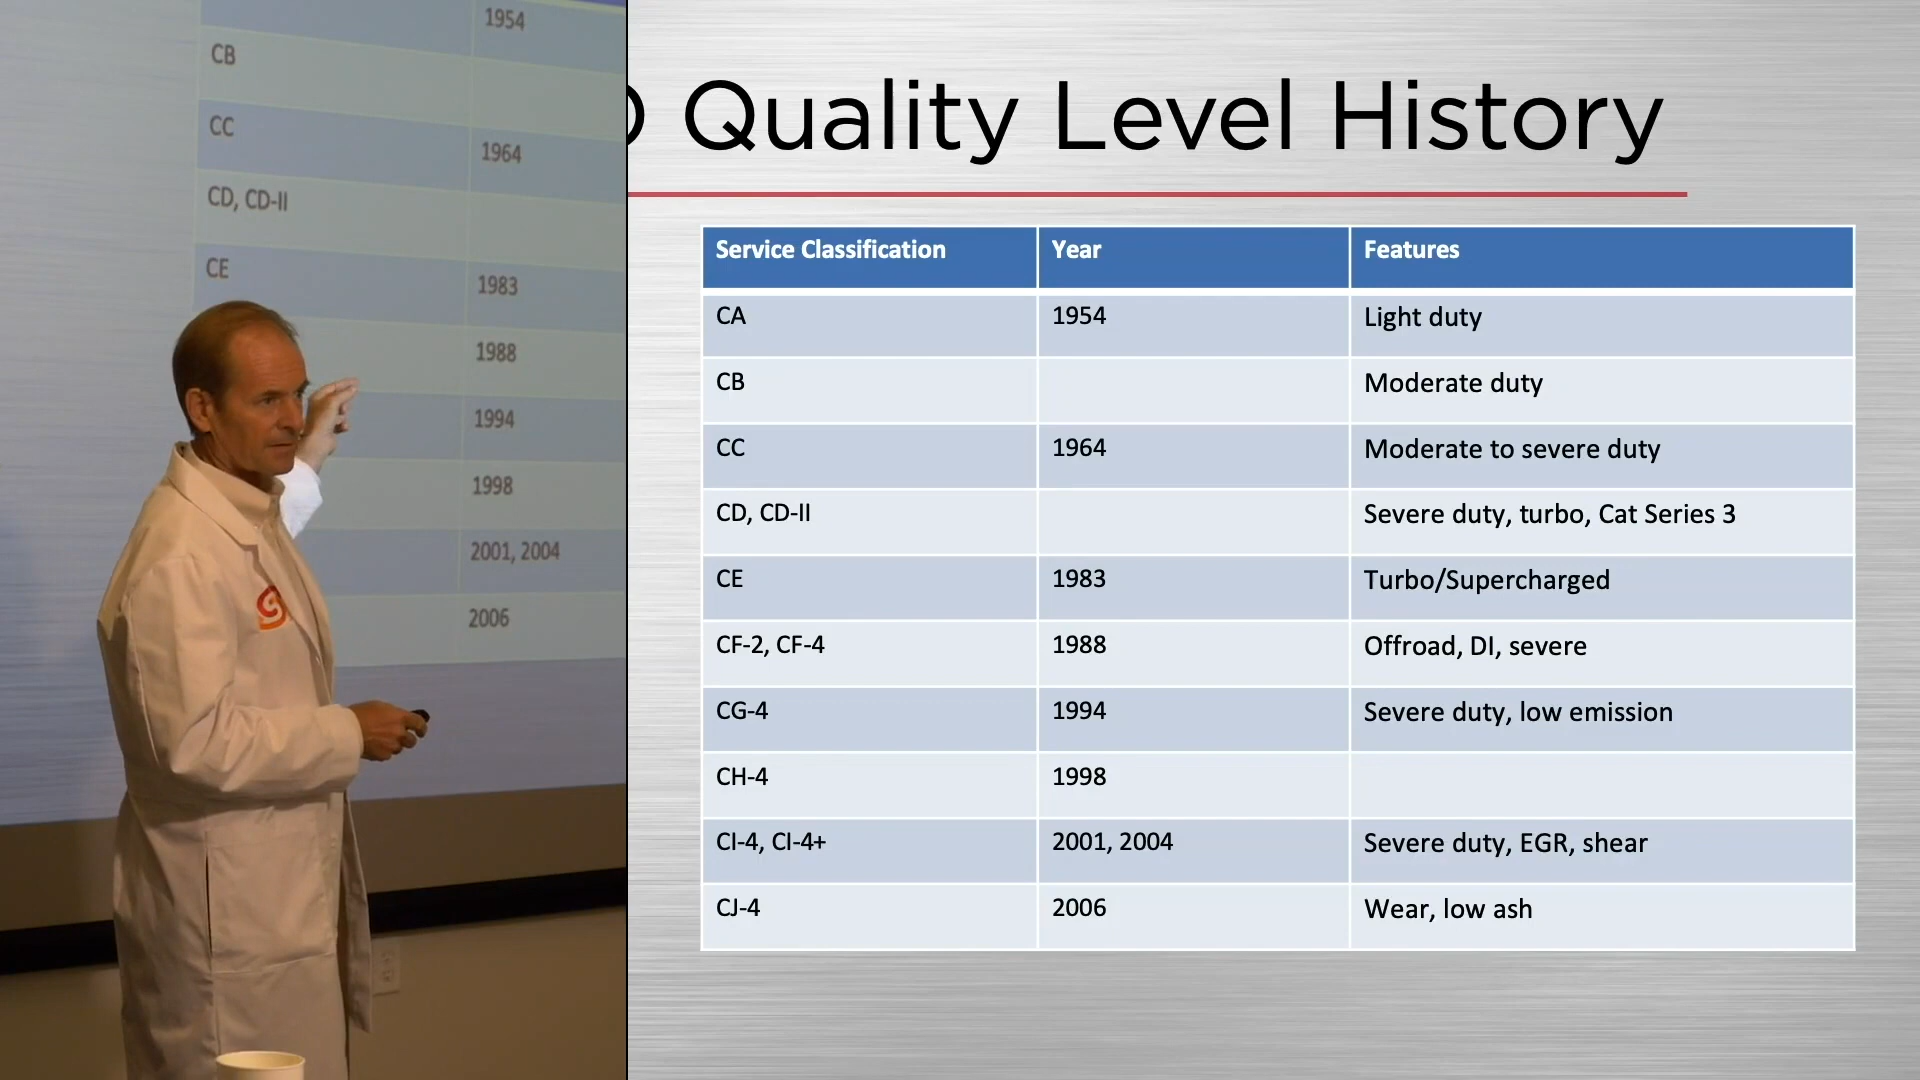 1954
CB
CC
1964
CD, CD-II
CE
1983
1988
1994
1998
2001, 2004
2006
Quality Level History
Service Classification Year Features
CA 1954 Light duty
CB Moderate duty
CC 1964 Moderate to severe duty
CD, CD-II Severe duty, turbo, Cat Series 3
CE 1983 Turbo/Supercharged
CF-2, CF-4 1988 Offroad, DI, severe
CG-4 1994 Severe duty, low emission
CH-4 1998
CI-4, CI-4+ 2001, 2004 Severe duty, EGR, shear
CJ-4 2006 Wear, low ash